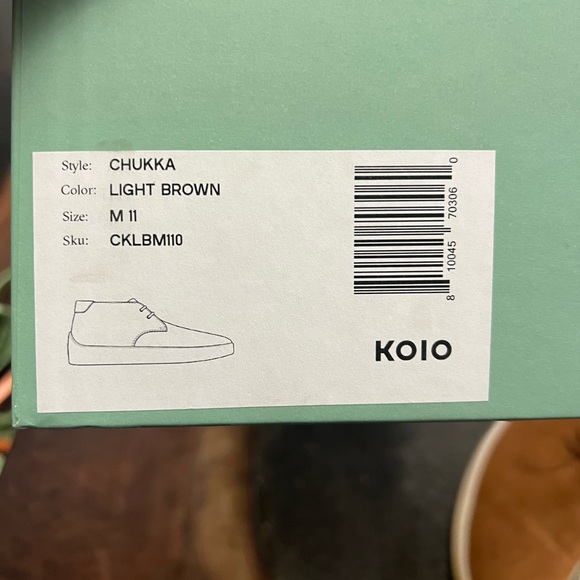 Style: CHUKKA
Color: LIGHT BROWN
Size: M 11
Sku: CKLBM110
8 10045 70306 0
KOIO